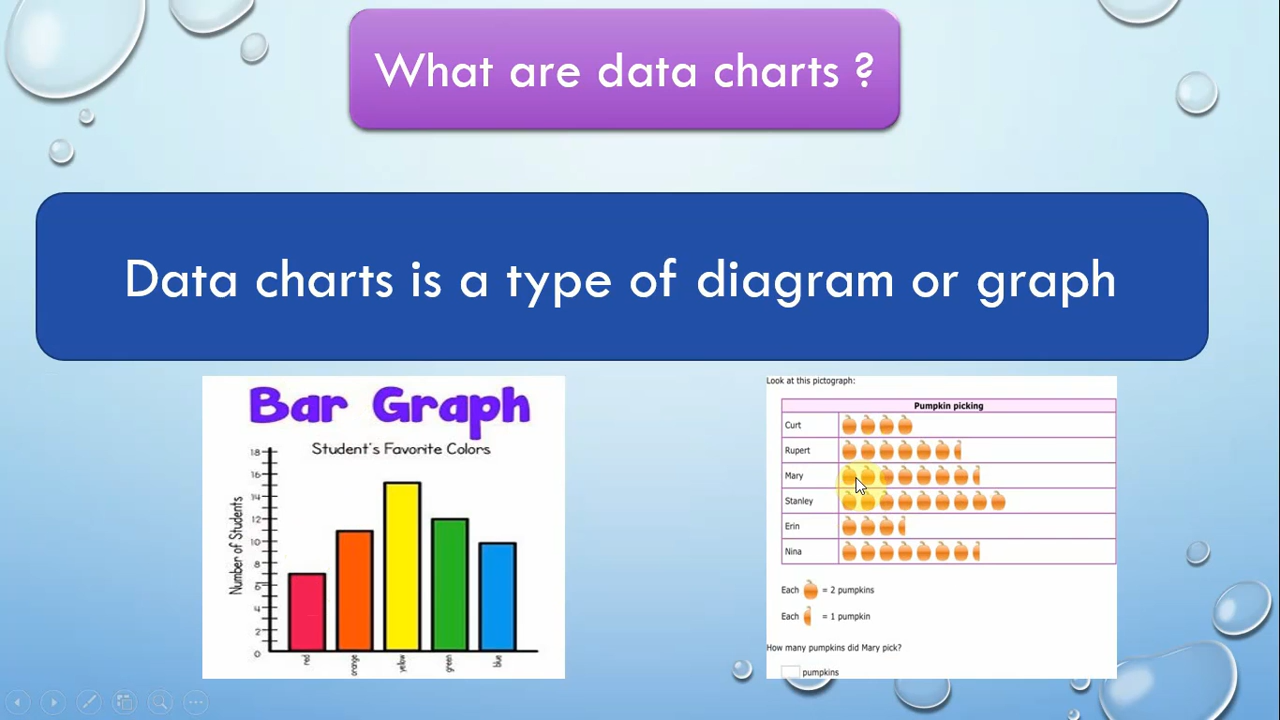 What are data charts ?
Data charts is a type of diagram or graph
Bar Graph
Student's Favorite Colors
Number of Students
18
16
14
12
10
8
6
4
2
0
red
orange
yellow
green
blue
Look at this pictograph:
Pumpkin picking
Curt
Rupert
Mary
Stanley
Erin
Nina
Each = 2 pumpkins
Each = 1 pumpkin
How many pumpkins did Mary pick?
pumpkins